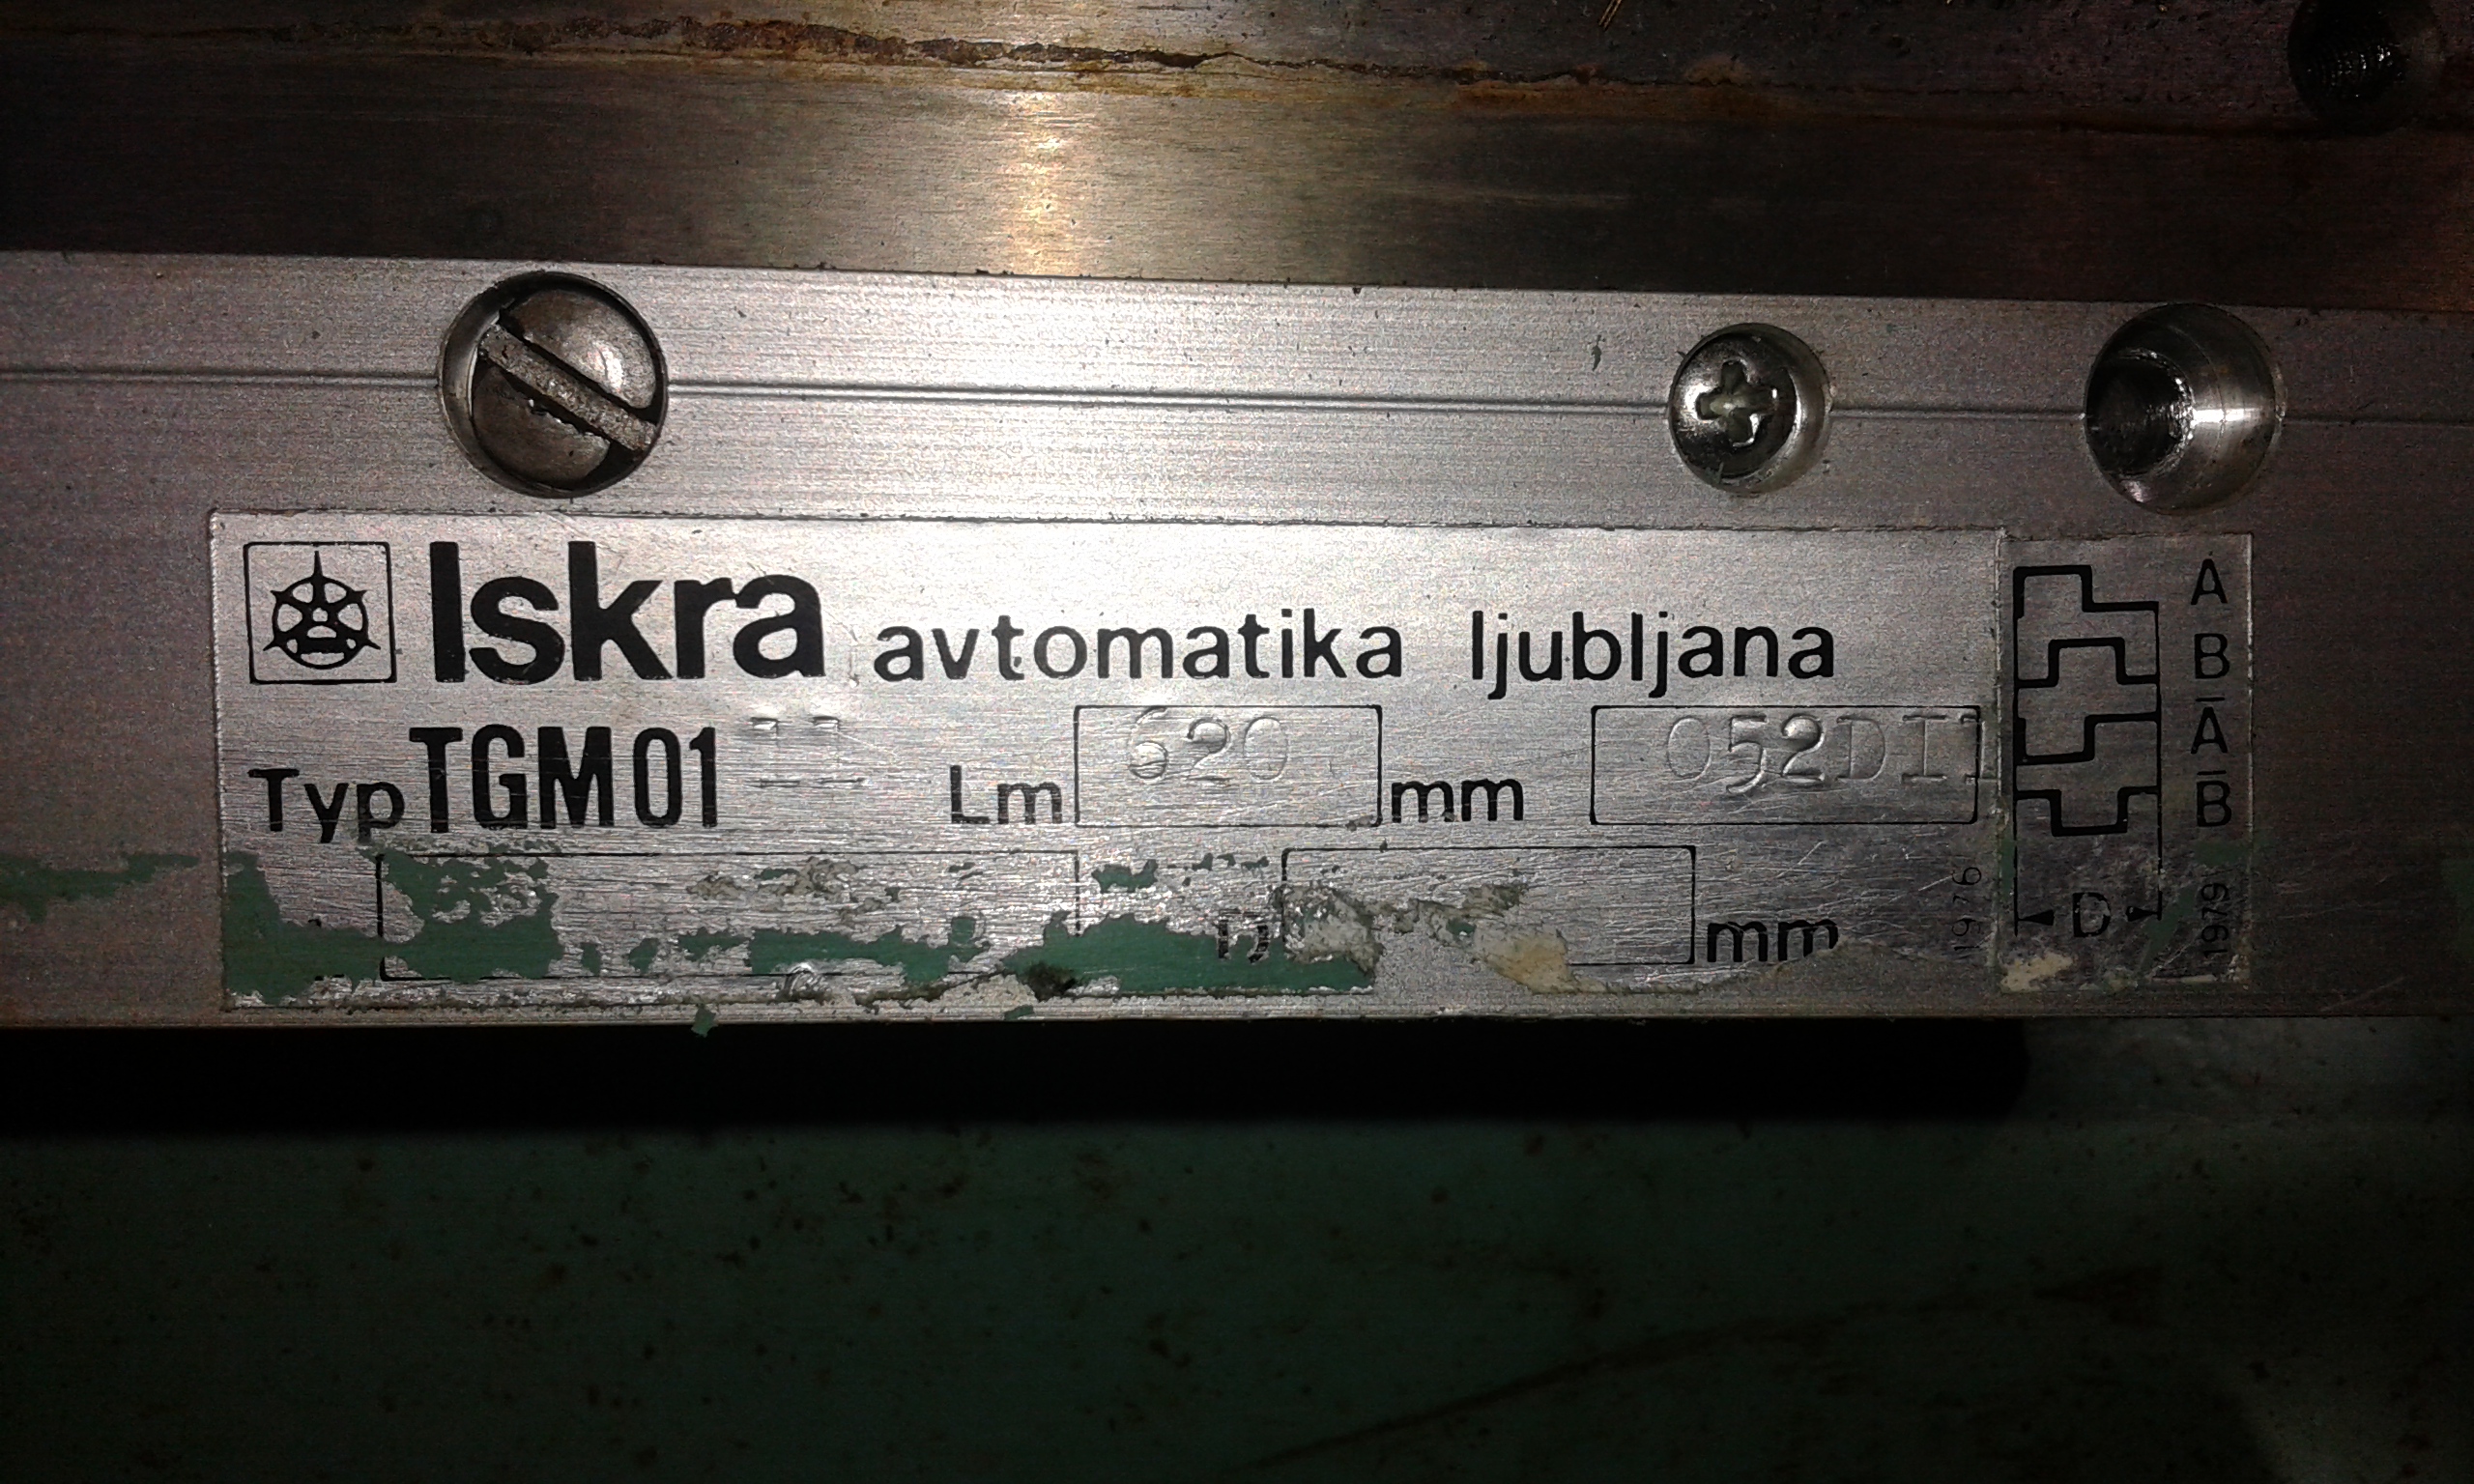 Iskra avtomatika ljubljana
Typ TGM01 Lm 620 mm 052DII
D mm
1976
A
B
A̅
B̅
D
1979